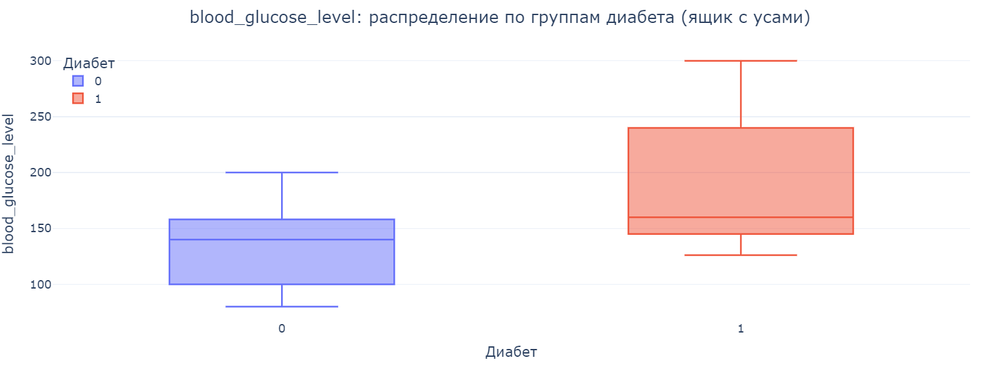 blood_glucose_level: распределение по группам диабета (ящик с усами)
blood_glucose_level
300
250
200
150
100
Диабет
0
1
0
1
Диабет